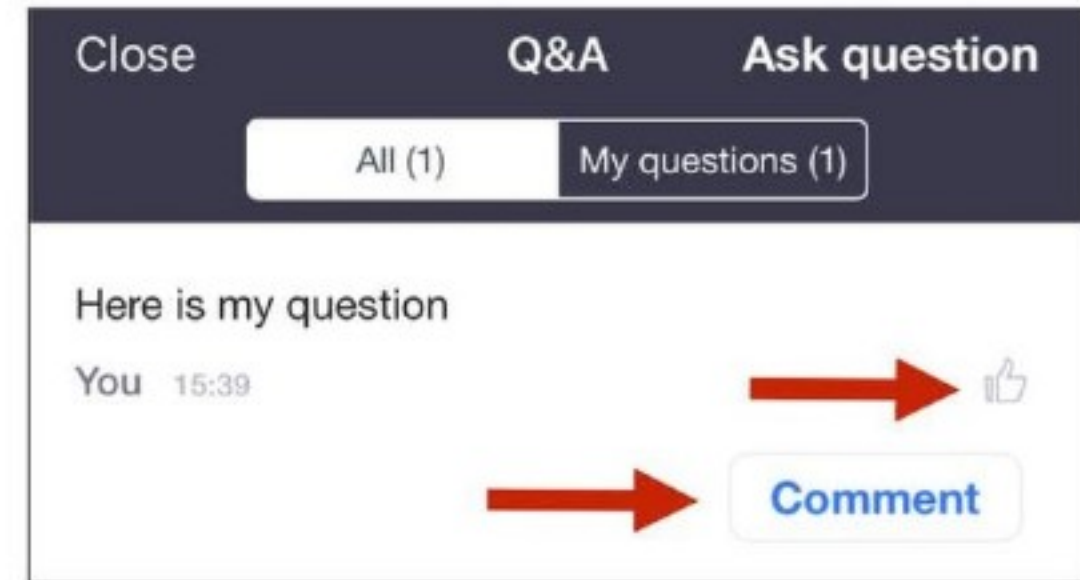 Close Q&A Ask question
All (1) My questions (1)
Here is my question
You 15:39
Comment